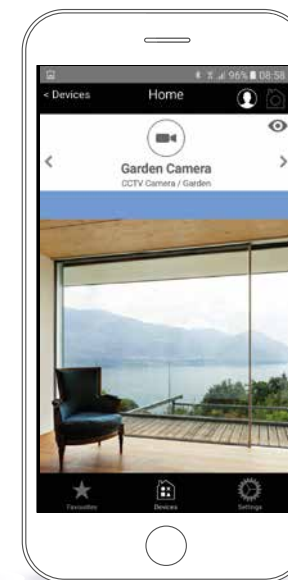 96% 08:58
< Devices Home
Garden Camera
CCTV Camera / Garden
Favourites Devices Settings